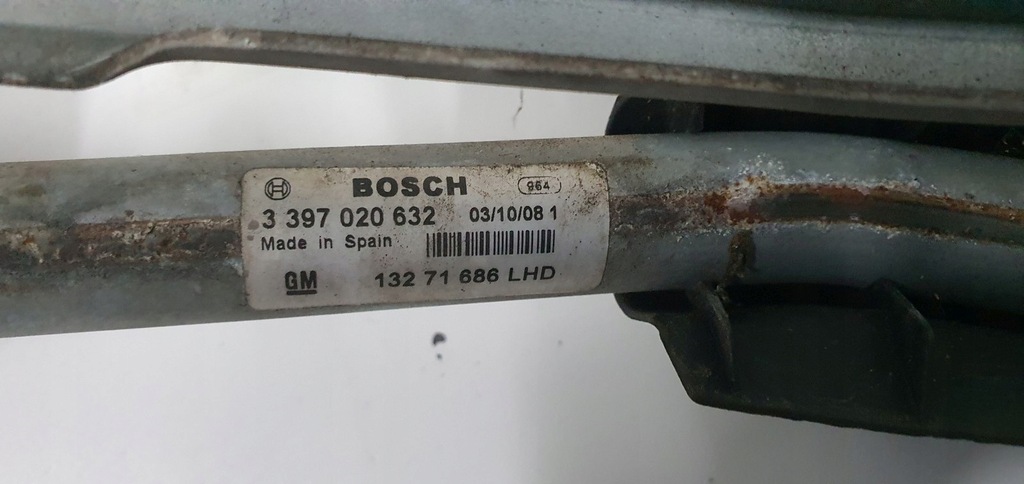 BOSCH 964
3 397 020 632 03/10/08 1
Made in Spain
GM 132 71 686 LHD